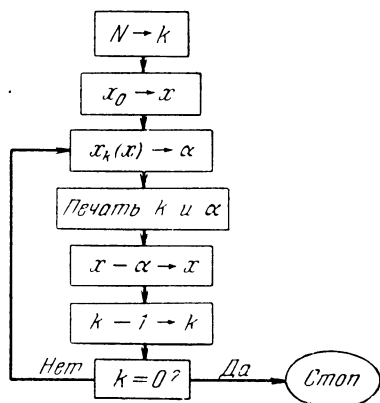 N → k
x₀ → x
xₖ(x) → α
Печать k и α
x − α → x
k − 1 → k
Нет
k = 0?
Да
Стоп